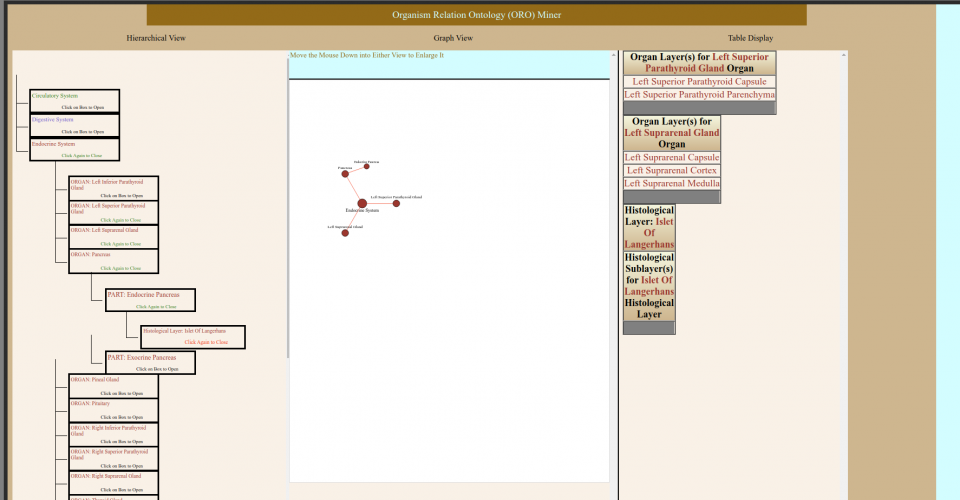 Organism Relation Ontology (ORO) Miner
Hierarchical View
Graph View
Table Display
Circulatory System
Click on Box to Open
Digestive System
Click on Box to Open
Endocrine System
Click Again to Close
ORGAN: Left Inferior Parathyroid
Gland
Click on Box to Open
ORGAN: Left Superior Parathyroid
Gland
Click Again to Close
ORGAN: Left Suprarenal Gland
Click Again to Close
ORGAN: Pancreas
Click Again to Close
PART: Endocrine Pancreas
Click Again to Close
Histological Layer: Islet Of Langerhans
Click Again to Close
PART: Exocrine Pancreas
Click on Box to Open
ORGAN: Pineal Gland
Click on Box to Open
ORGAN: Pituitary
Click on Box to Open
ORGAN: Right Inferior Parathyroid
Gland
Click on Box to Open
ORGAN: Right Superior Parathyroid
Gland
Click on Box to Open
ORGAN: Right Suprarenal Gland
Click on Box to Open
Move the Mouse Down into Either View to Enlarge It
Endocrine Pancreas
Pancreas
Left Superior Parathyroid Gland
Endocrine System
Left Suprarenal Gland
Organ Layer(s) for Left Superior
Parathyroid Gland Organ
Left Superior Parathyroid Capsule
Left Superior Parathyroid Parenchyma
Organ Layer(s) for
Left Suprarenal Gland
Organ
Left Suprarenal Capsule
Left Suprarenal Cortex
Left Suprarenal Medulla
Histological
Layer: Islet
Of
Langerhans
Histological
Sublayer(s)
for Islet Of
Langerhans
Histological
Layer